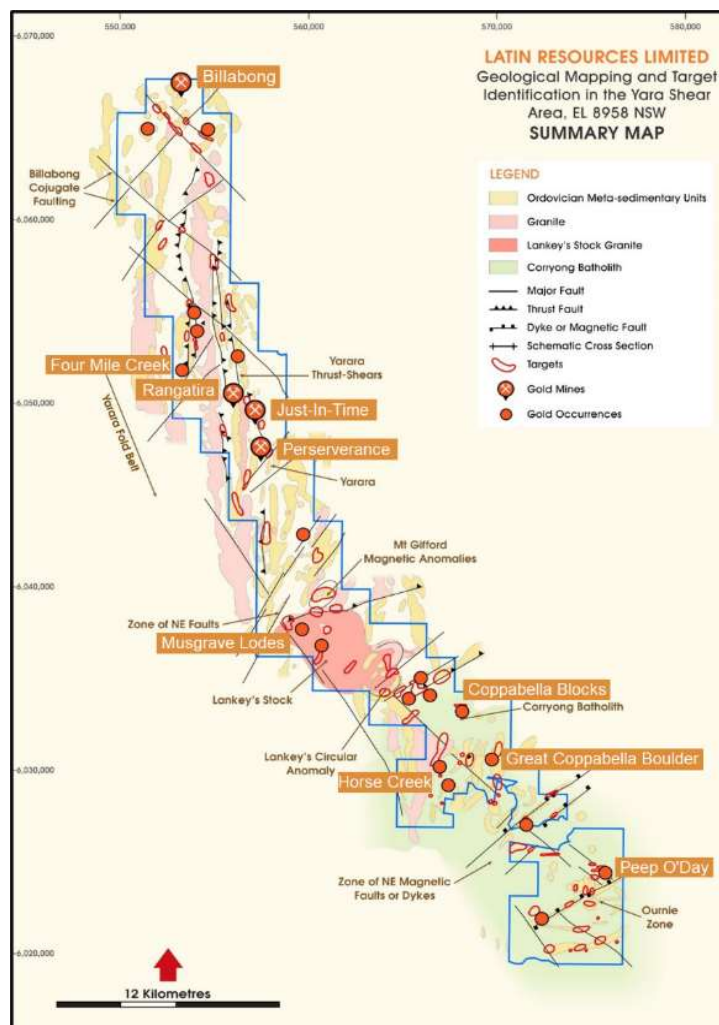 550,000
560,000
570,000
580,000
6,070,000
LATIN RESOURCES LIMITED
Geological Mapping and Target
Identification in the Yara Shear
Area, EL 8958 NSW
SUMMARY MAP
LEGEND
Ordovician Meta-sedimentary Units
Granite
Lankey's Stock Granite
Corryong Batholith
Major Fault
Thrust Fault
Dyke or Magnetic Fault
Schematic Cross Section
Targets
Gold Mines
Gold Occurrences
Billabong
Billabong
Cojugate
Faulting
6,060,000
Four Mile Creek
Yarara
Thrust-Shears
Rangatira
6,050,000
Just-In-Time
Perserverance
Yarara Fold Belt
Yarara
Mt Gifford
Magnetic Anomalies
6,040,000
Zone of NE Faults
Musgrave Lodes
Lankey's Stock
Coppabella Blocks
Corryong Batholith
Lankey's Circular
Anomaly
6,030,000
Great Coppabella Boulder
Horse Creek
Zone of NE Magnetic
Faults or Dykes
Peep O'Day
Ournie
Zone
6,020,000
12 Kilometres